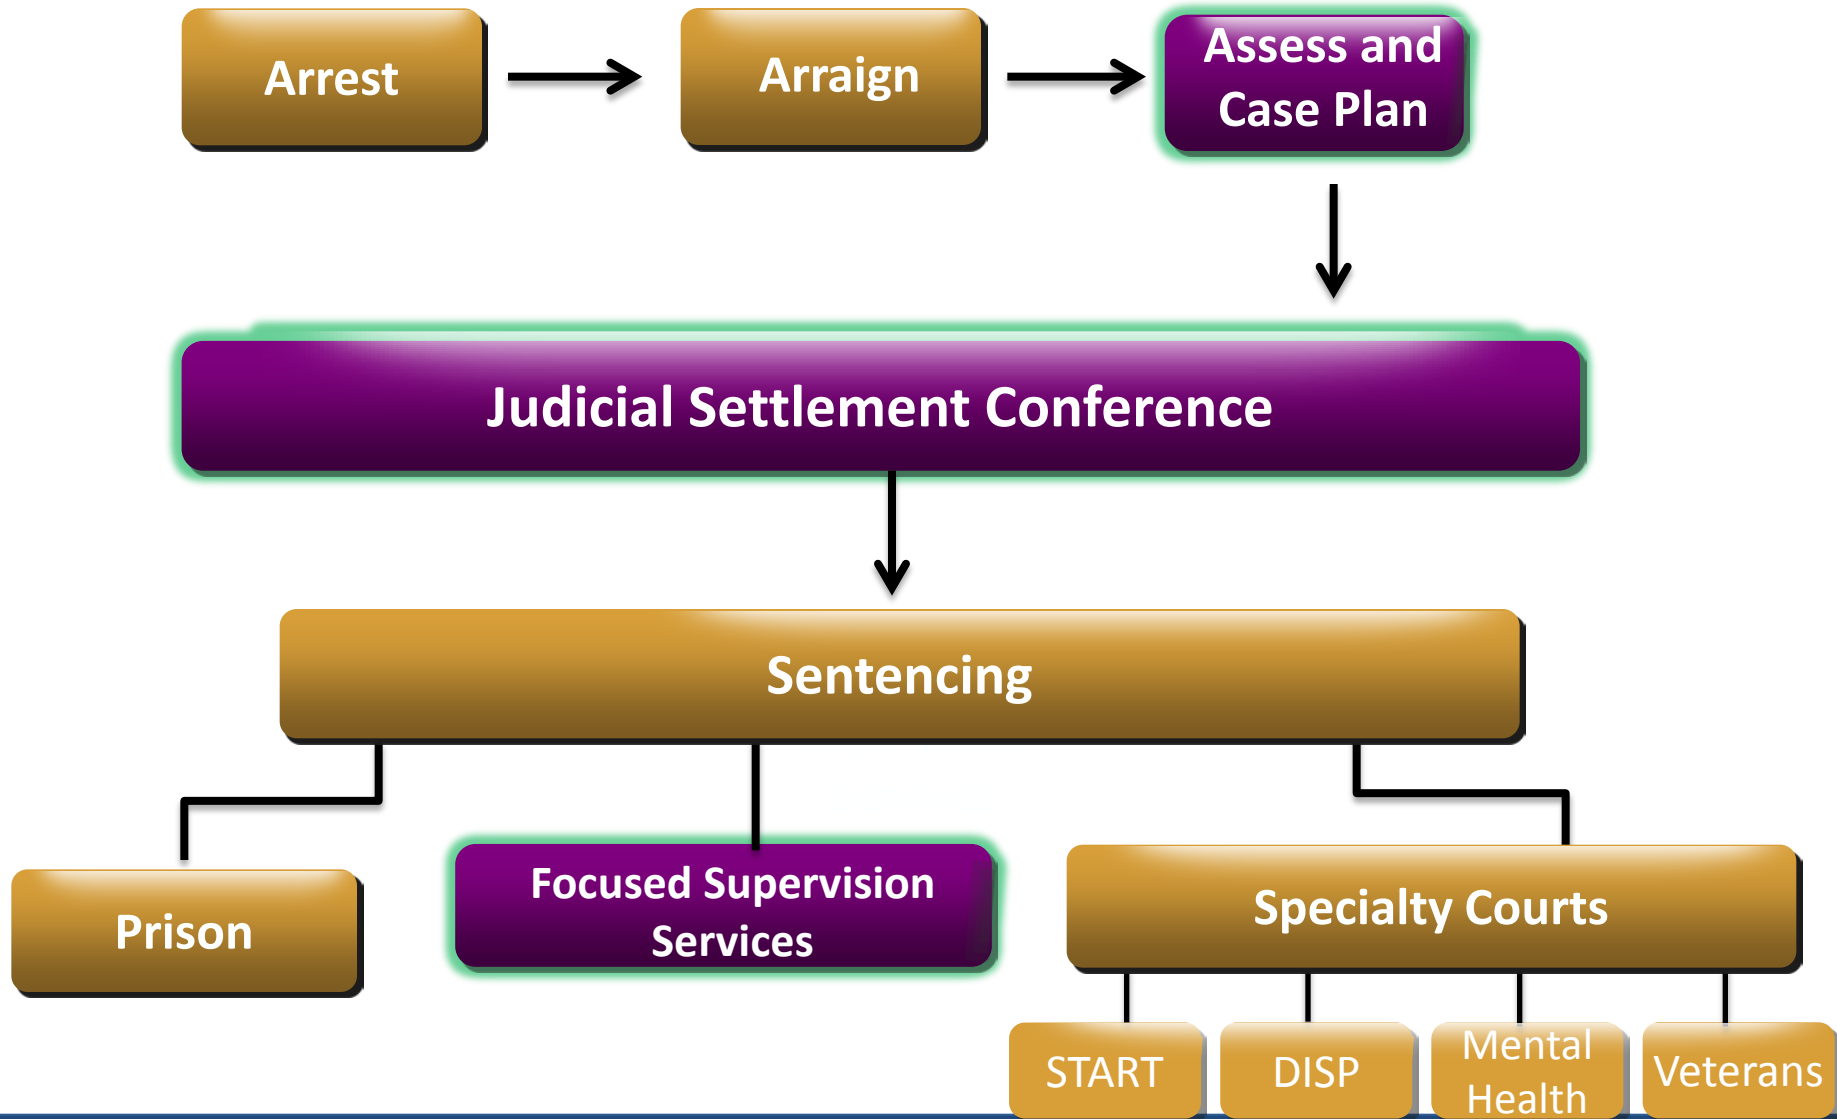 Arrest
Arraign
Assess and
Case Plan
Judicial Settlement Conference
Sentencing
Prison
Focused Supervision
Services
Specialty Courts
START
DISP
Mental
Health
Veterans